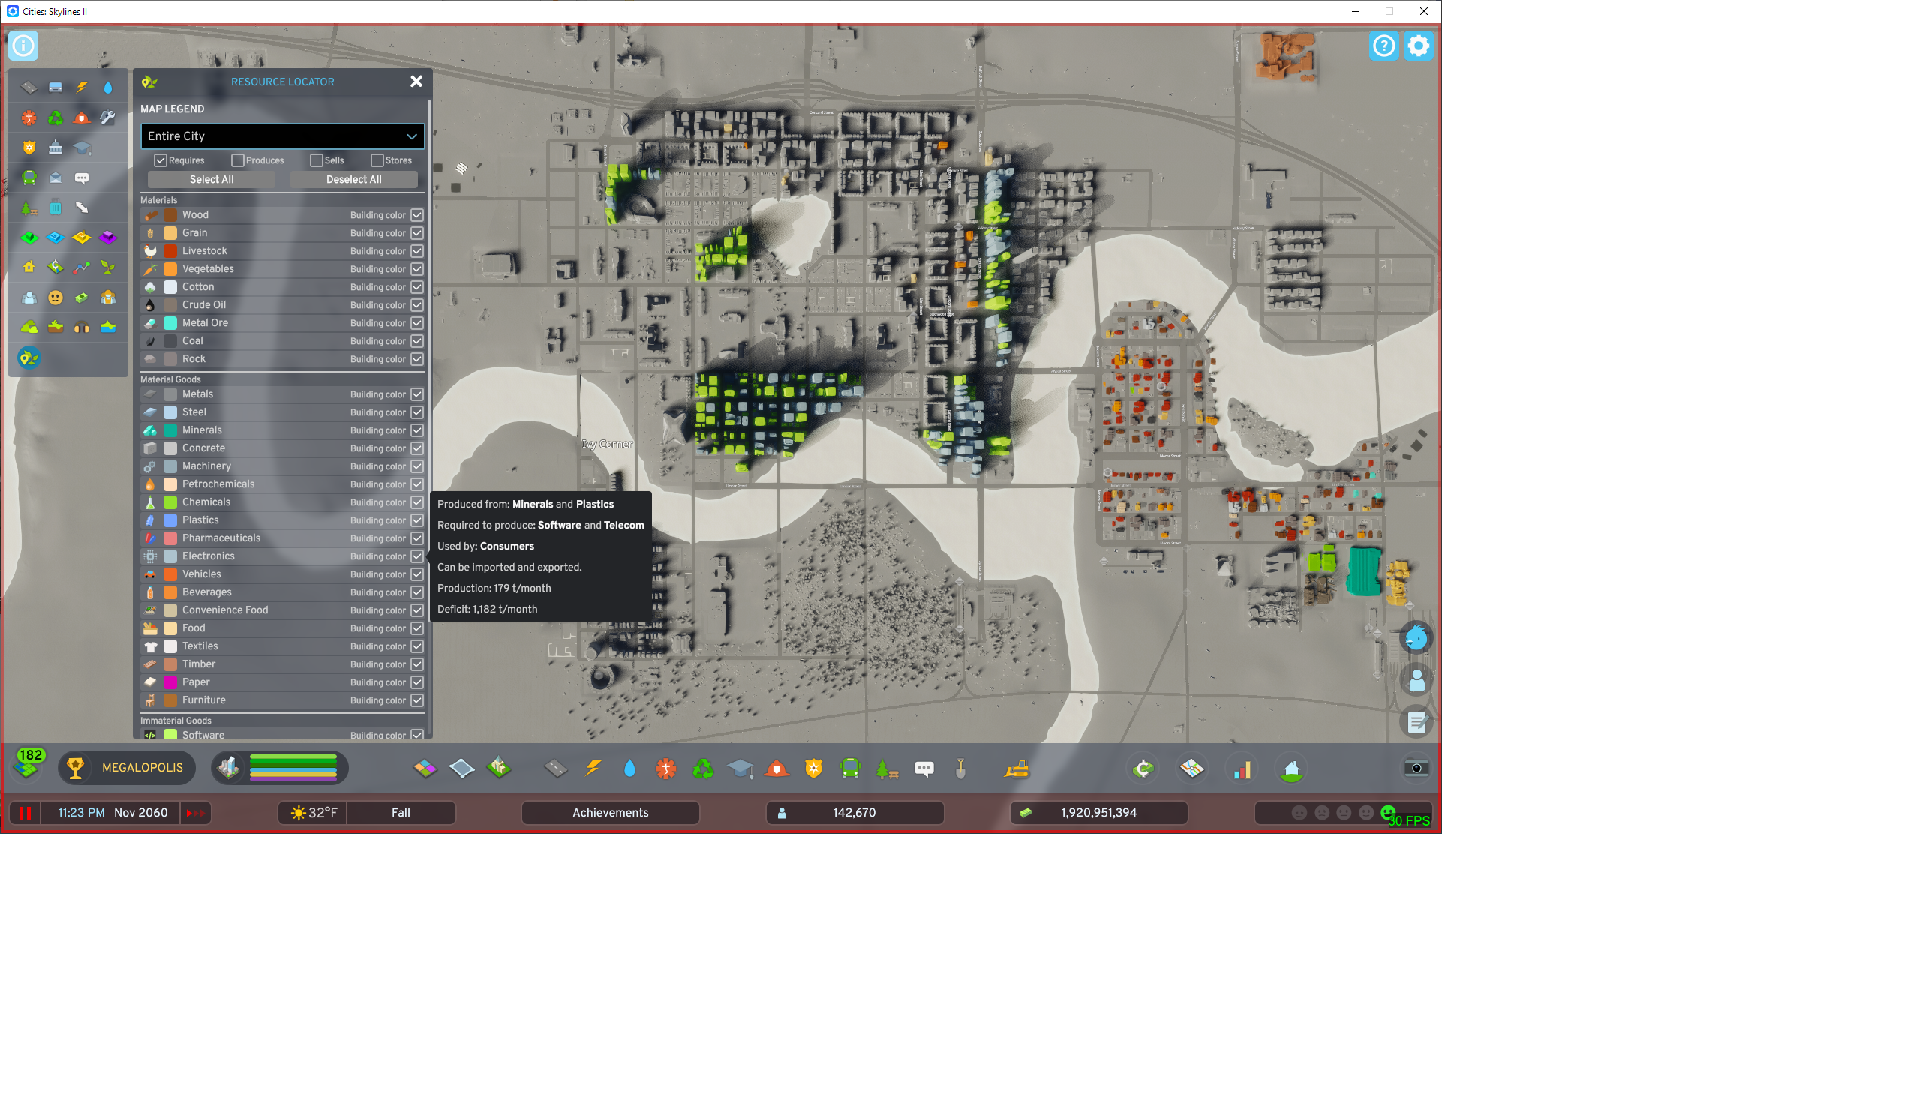 Cities: Skylines II
RESOURCE LOCATOR
MAP LEGEND
Entire City
Requires Produces Sells Stores
Select All Deselect All
Materials
Wood Building color
Grain Building color
Livestock Building color
Vegetables Building color
Cotton Building color
Crude Oil Building color
Metal Ore Building color
Coal Building color
Rock Building color
Material Goods
Metals Building color
Steel Building color
Minerals Building color
Concrete Building color
Machinery Building color
Petrochemicals Building color
Chemicals Building color
Plastics Building color
Pharmaceuticals Building color
Electronics Building color
Vehicles Building color
Beverages Building color
Convenience Food Building color
Food Building color
Textiles Building color
Timber Building color
Paper Building color
Furniture Building color
Immaterial Goods
Software Building color
Ivy Corner
Produced from: Minerals and Plastics
Required to produce: Software and Telecom
Used by: Consumers
Can be imported and exported.
Production: 179 t/month
Deficit: 1,182 t/month
182
MEGALOPOLIS
11:23 PM Nov 2060
32°F Fall
Achievements
142,670
1,920,951,394
30 FPS